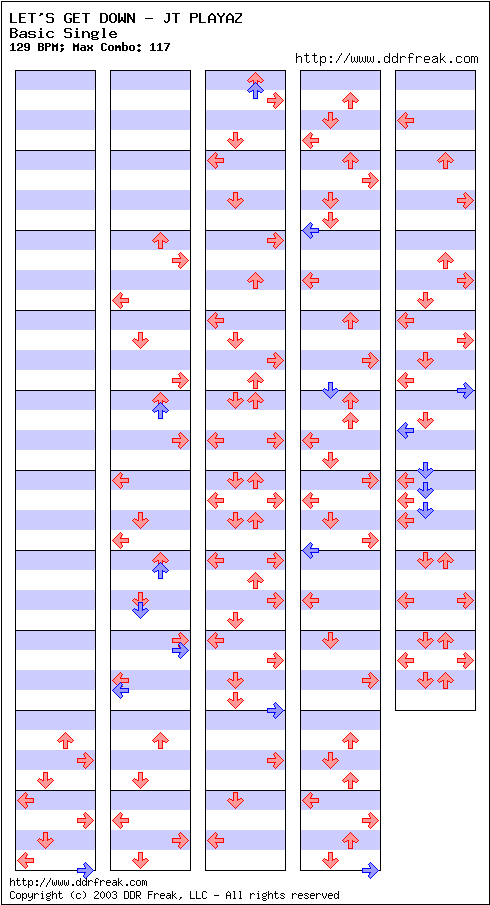 LET'S GET DOWN - JT PLAYAZ
Basic Single
129 BPM; Max Combo: 117
http://www.ddrfreak.com
http://www.ddrfreak.com
Copyright (c) 2003 DDR Freak, LLC - All rights reserved